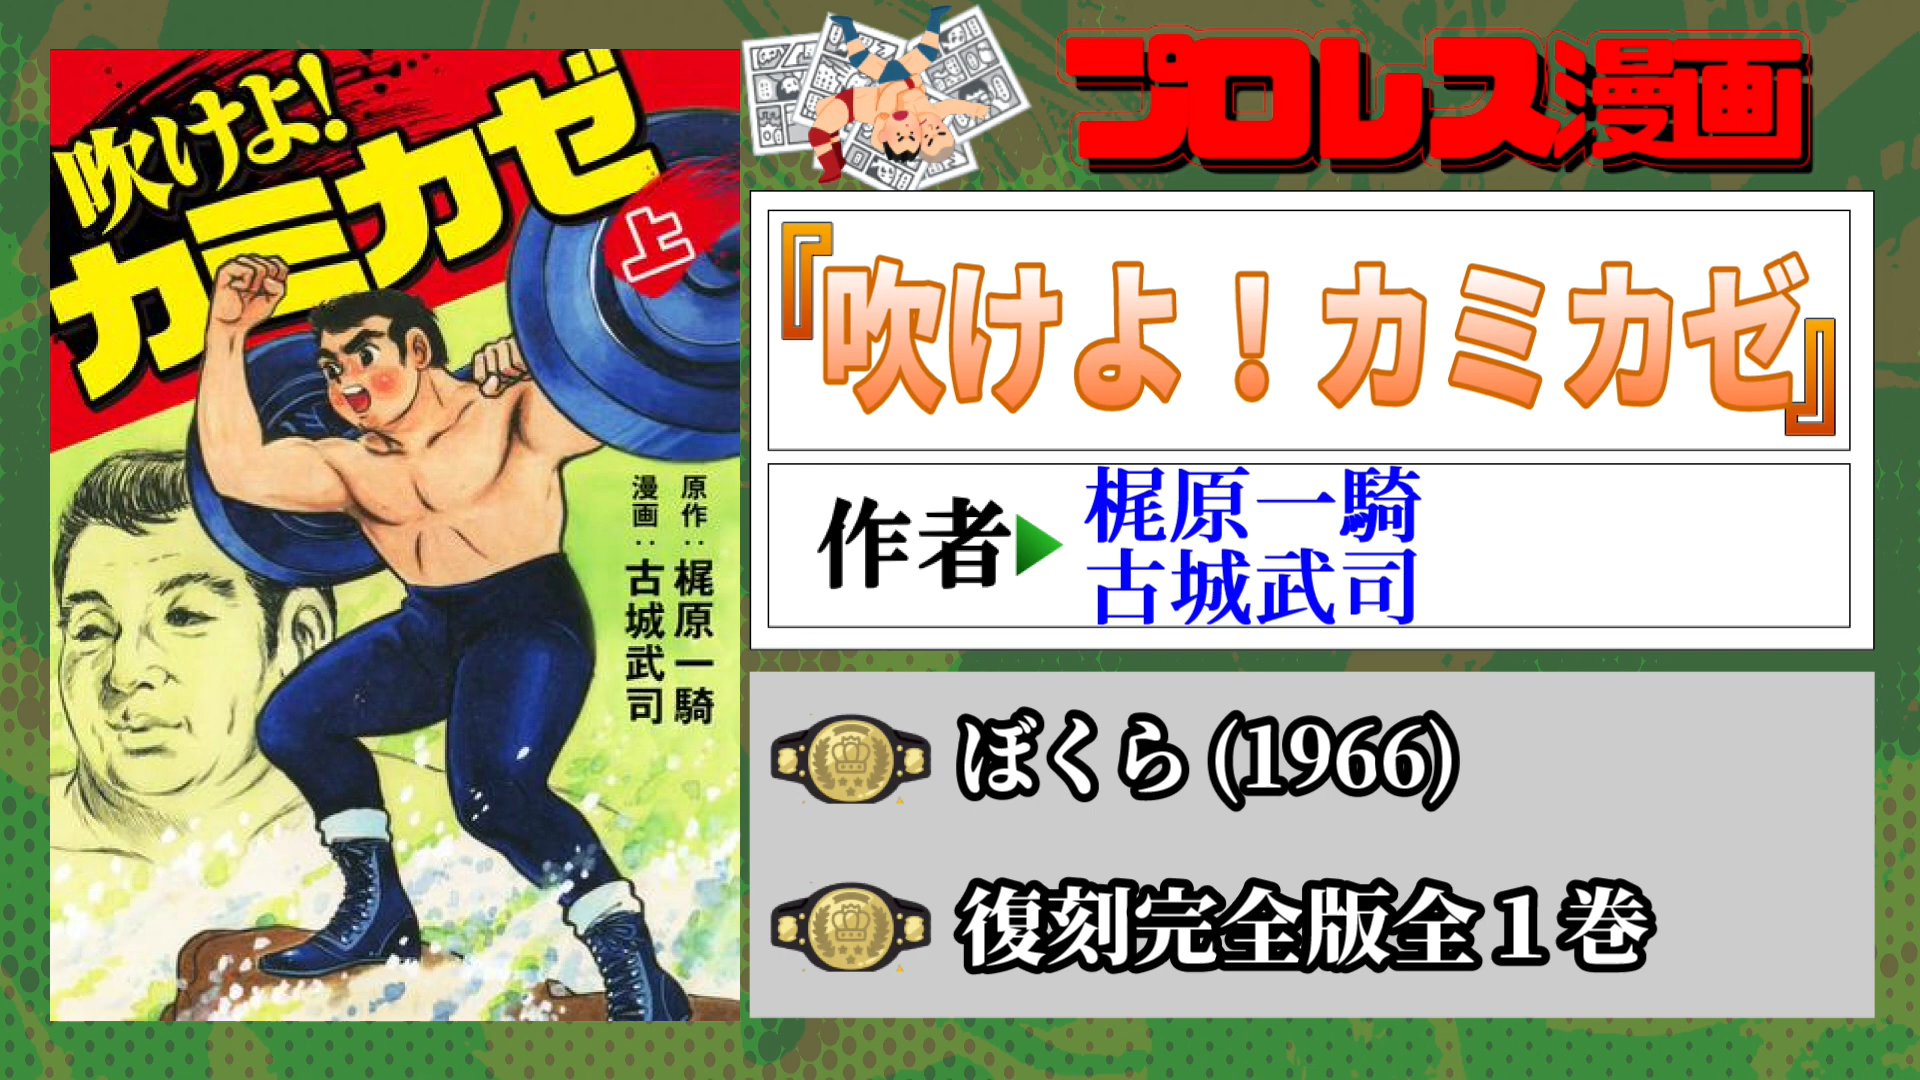 吹けよ!
カミカゼ
上
原作:梶原一騎
漫画:古城武司
プロレス漫画
『吹けよ！カミカゼ』
作者
梶原一騎
古城武司
ぼくら(1966)
復刻完全版全１巻